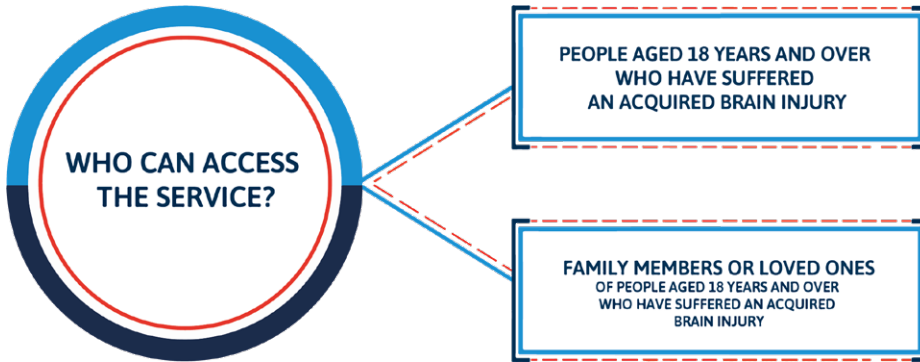 WHO CAN ACCESS
THE SERVICE?
PEOPLE AGED 18 YEARS AND OVER
WHO HAVE SUFFERED
AN ACQUIRED BRAIN INJURY
FAMILY MEMBERS OR LOVED ONES
OF PEOPLE AGED 18 YEARS AND OVER
WHO HAVE SUFFERED AN ACQUIRED
BRAIN INJURY